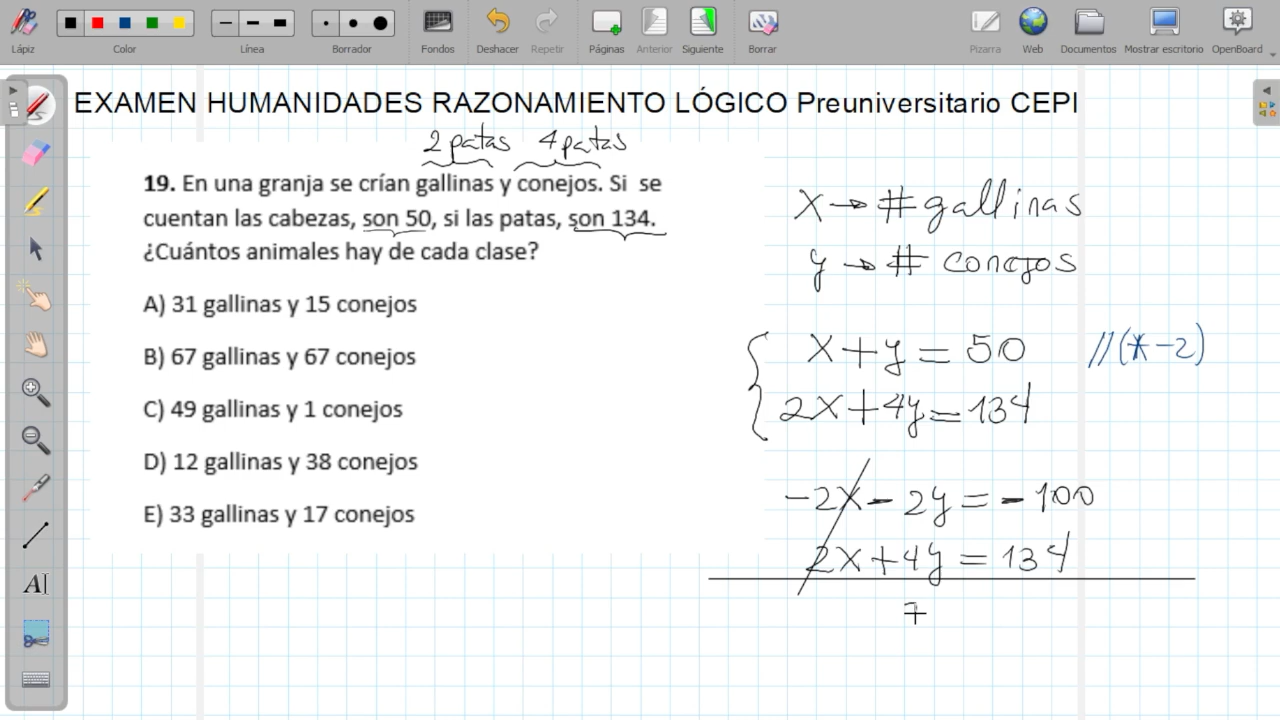 Lápiz
Color
Línea
Borrador
Fondos
Deshacer
Repetir
Páginas
Anterior
Siguiente
Borrar
Pizarra
Web
Documentos
Mostrar escritorio
OpenBoard
EXAMEN HUMANIDADES RAZONAMIENTO LÓGICO Preuniversitario CEPI
2 patas 4 patas
19. En una granja se crían gallinas y conejos. Si se
cuentan las cabezas, son 50, si las patas, son 134.
¿Cuántos animales hay de cada clase?
A) 31 gallinas y 15 conejos
B) 67 gallinas y 67 conejos
C) 49 gallinas y 1 conejos
D) 12 gallinas y 38 conejos
E) 33 gallinas y 17 conejos
x → # gallinas
y → # conejos
x + y = 50 //(* -2)
2x + 4y = 134
-2x - 2y = -100
2x + 4y = 134
AI